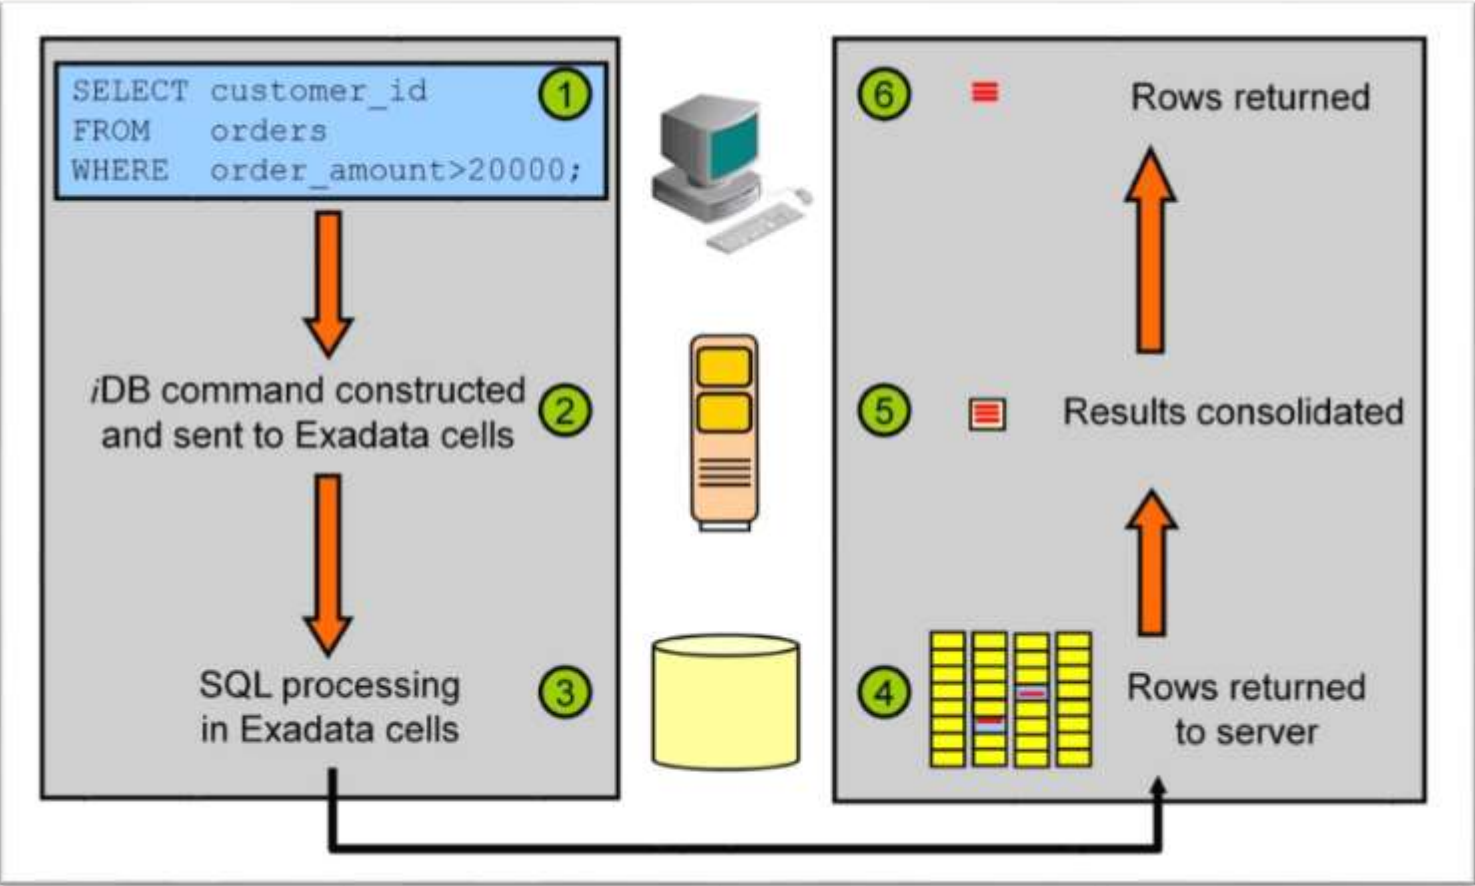 SELECT customer_id
FROM orders
WHERE order_amount>20000;
1
iDB command constructed
and sent to Exadata cells
2
SQL processing
in Exadata cells
3
4
Rows returned
to server
5
Results consolidated
6
Rows returned